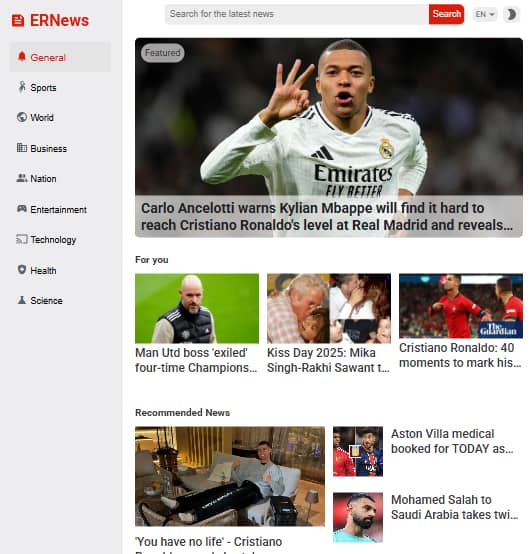 ERNews
Search for the latest news
Search
EN
General
Sports
World
Business
Nation
Entertainment
Technology
Health
Science
Featured
Emirates
FLY BETTER
Carlo Ancelotti warns Kylian Mbappe will find it hard to
reach Cristiano Ronaldo's level at Real Madrid and reveals...
For you
Man Utd boss 'exiled'
four-time Champions...
Kiss Day 2025: Mika
Singh-Rakhi Sawant t...
The
Guardian
Cristiano Ronaldo: 40
moments to mark his...
Recommended News
'You have no life' - Cristiano
Aston Villa medical
booked for TODAY as...
Mohamed Salah to
Saudi Arabia takes twi...